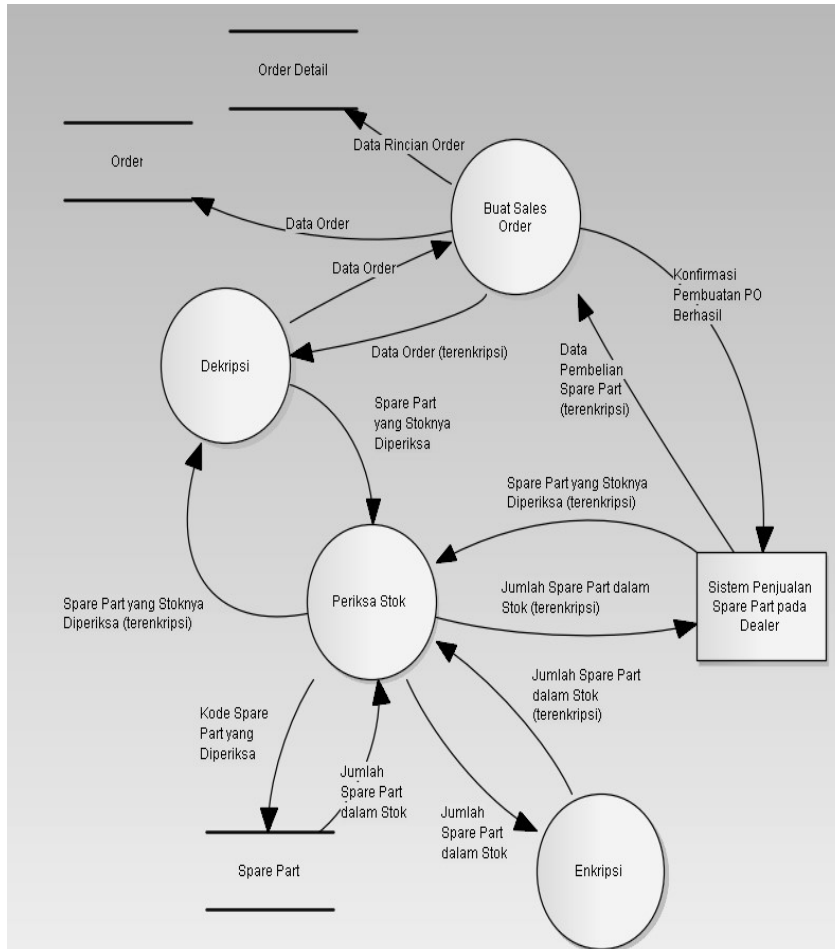 Order Detail
Order
Data Rincian Order
Buat Sales
Order
Data Order
Data Order
Konfirmasi
Pembuatan PO
Berhasil
Data Order (terenkripsi)
Data
Pembelian
Spare Part
(terenkripsi)
Dekripsi
Spare Part
yang Stoknya
Diperiksa
Spare Part yang Stoknya
Diperiksa (terenkripsi)
Periksa Stok
Jumlah Spare Part dalam
Stok (terenkripsi)
Sistem Penjualan
Spare Part pada
Dealer
Spare Part yang Stoknya
Diperiksa (terenkripsi)
Jumlah Spare Part
dalam Stok
(terenkripsi)
Kode Spare
Part yang
Diperiksa
Jumlah
Spare Part
dalam Stok
Jumlah
Spare Part
dalam Stok
Spare Part
Enkripsi